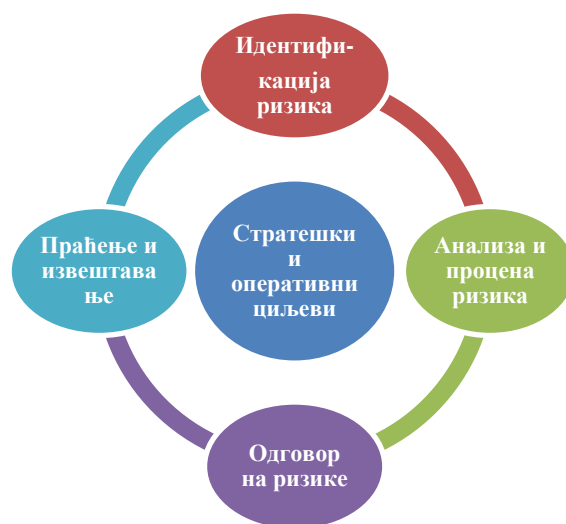 Идентифи-
кација
ризика
Праћење и
извештава
ње
Стратешки
и
оперативни
циљеви
Анализа и
процена
ризика
Одговор
на ризике